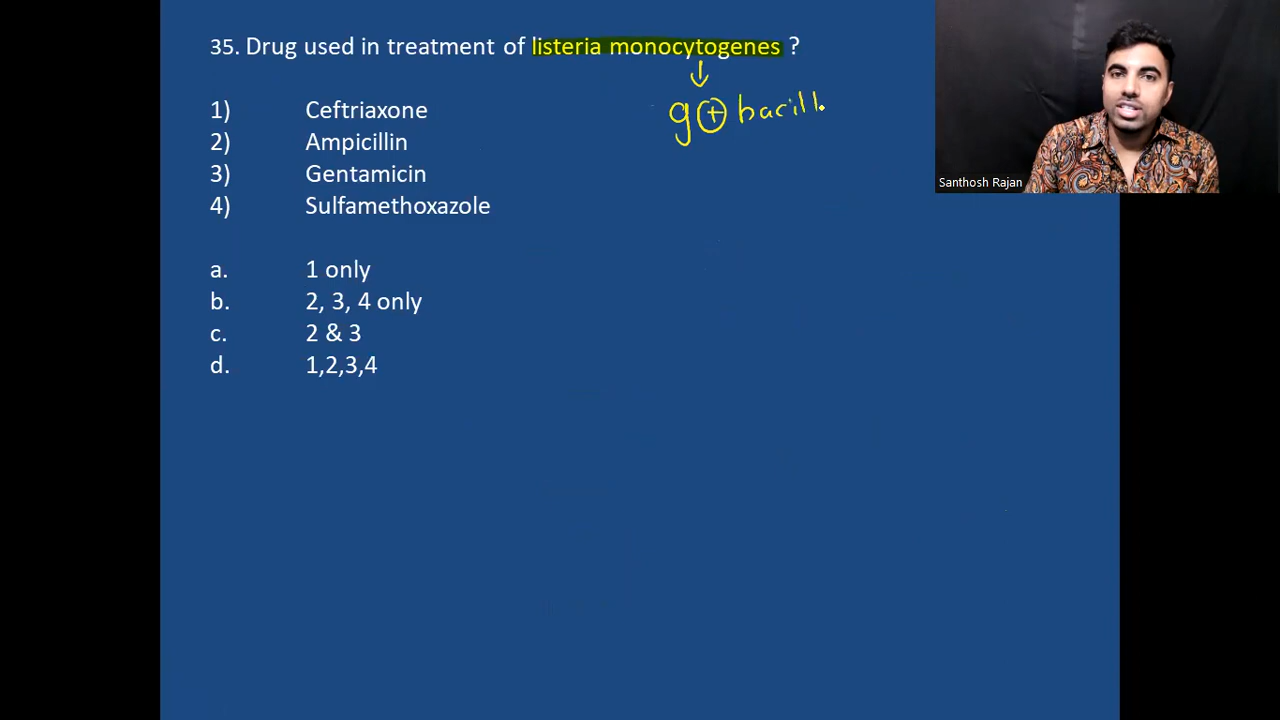 35. Drug used in treatment of listeria monocytogenes ?
g + bacilli
1) Ceftriaxone
2) Ampicillin
3) Gentamicin
4) Sulfamethoxazole
a. 1 only
b. 2, 3, 4 only
c. 2 & 3
d. 1,2,3,4
Santhosh Rajan